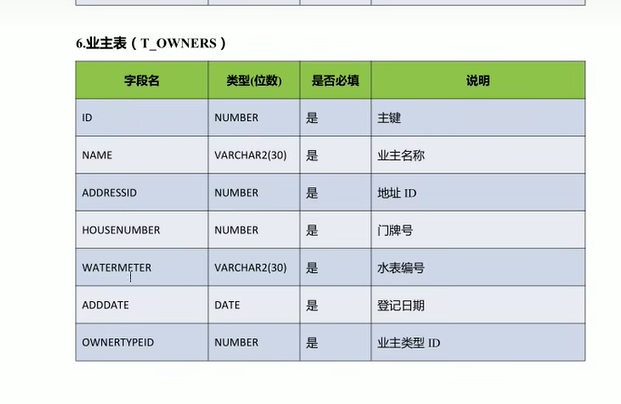 6.业主表（T_OWNERS）
字段名 类型(位数) 是否必填 说明
ID NUMBER 是 主键
NAME VARCHAR2(30) 是 业主名称
ADDRESSID NUMBER 是 地址 ID
HOUSENUMBER NUMBER 是 门牌号
WATERMETER VARCHAR2(30) 是 水表编号
ADDDATE DATE 是 登记日期
OWNERTYPEID NUMBER 是 业主类型 ID